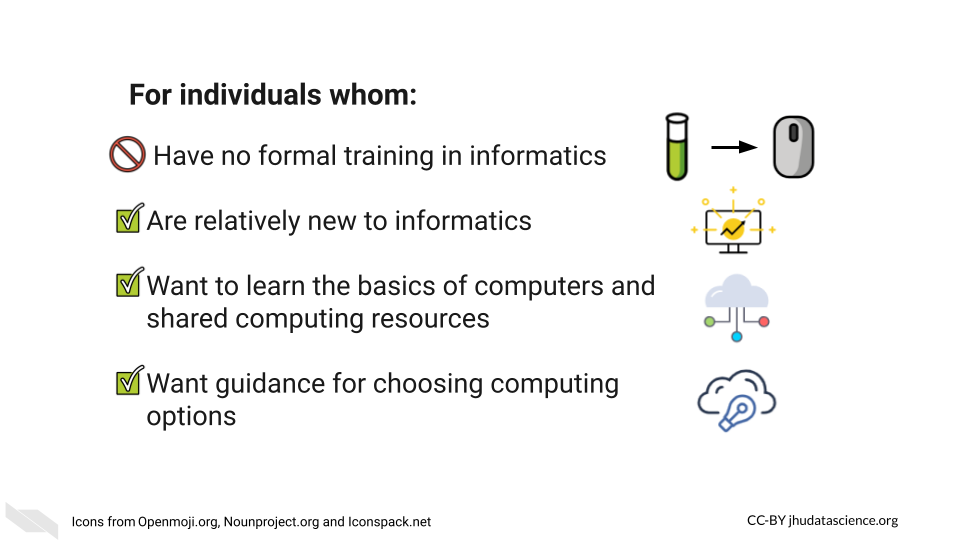 For individuals whom:
Have no formal training in informatics
Are relatively new to informatics
Want to learn the basics of computers and
shared computing resources
Want guidance for choosing computing
options
Icons from Openmoji.org, Nounproject.org and Iconspack.net
CC-BY jhudatascience.org